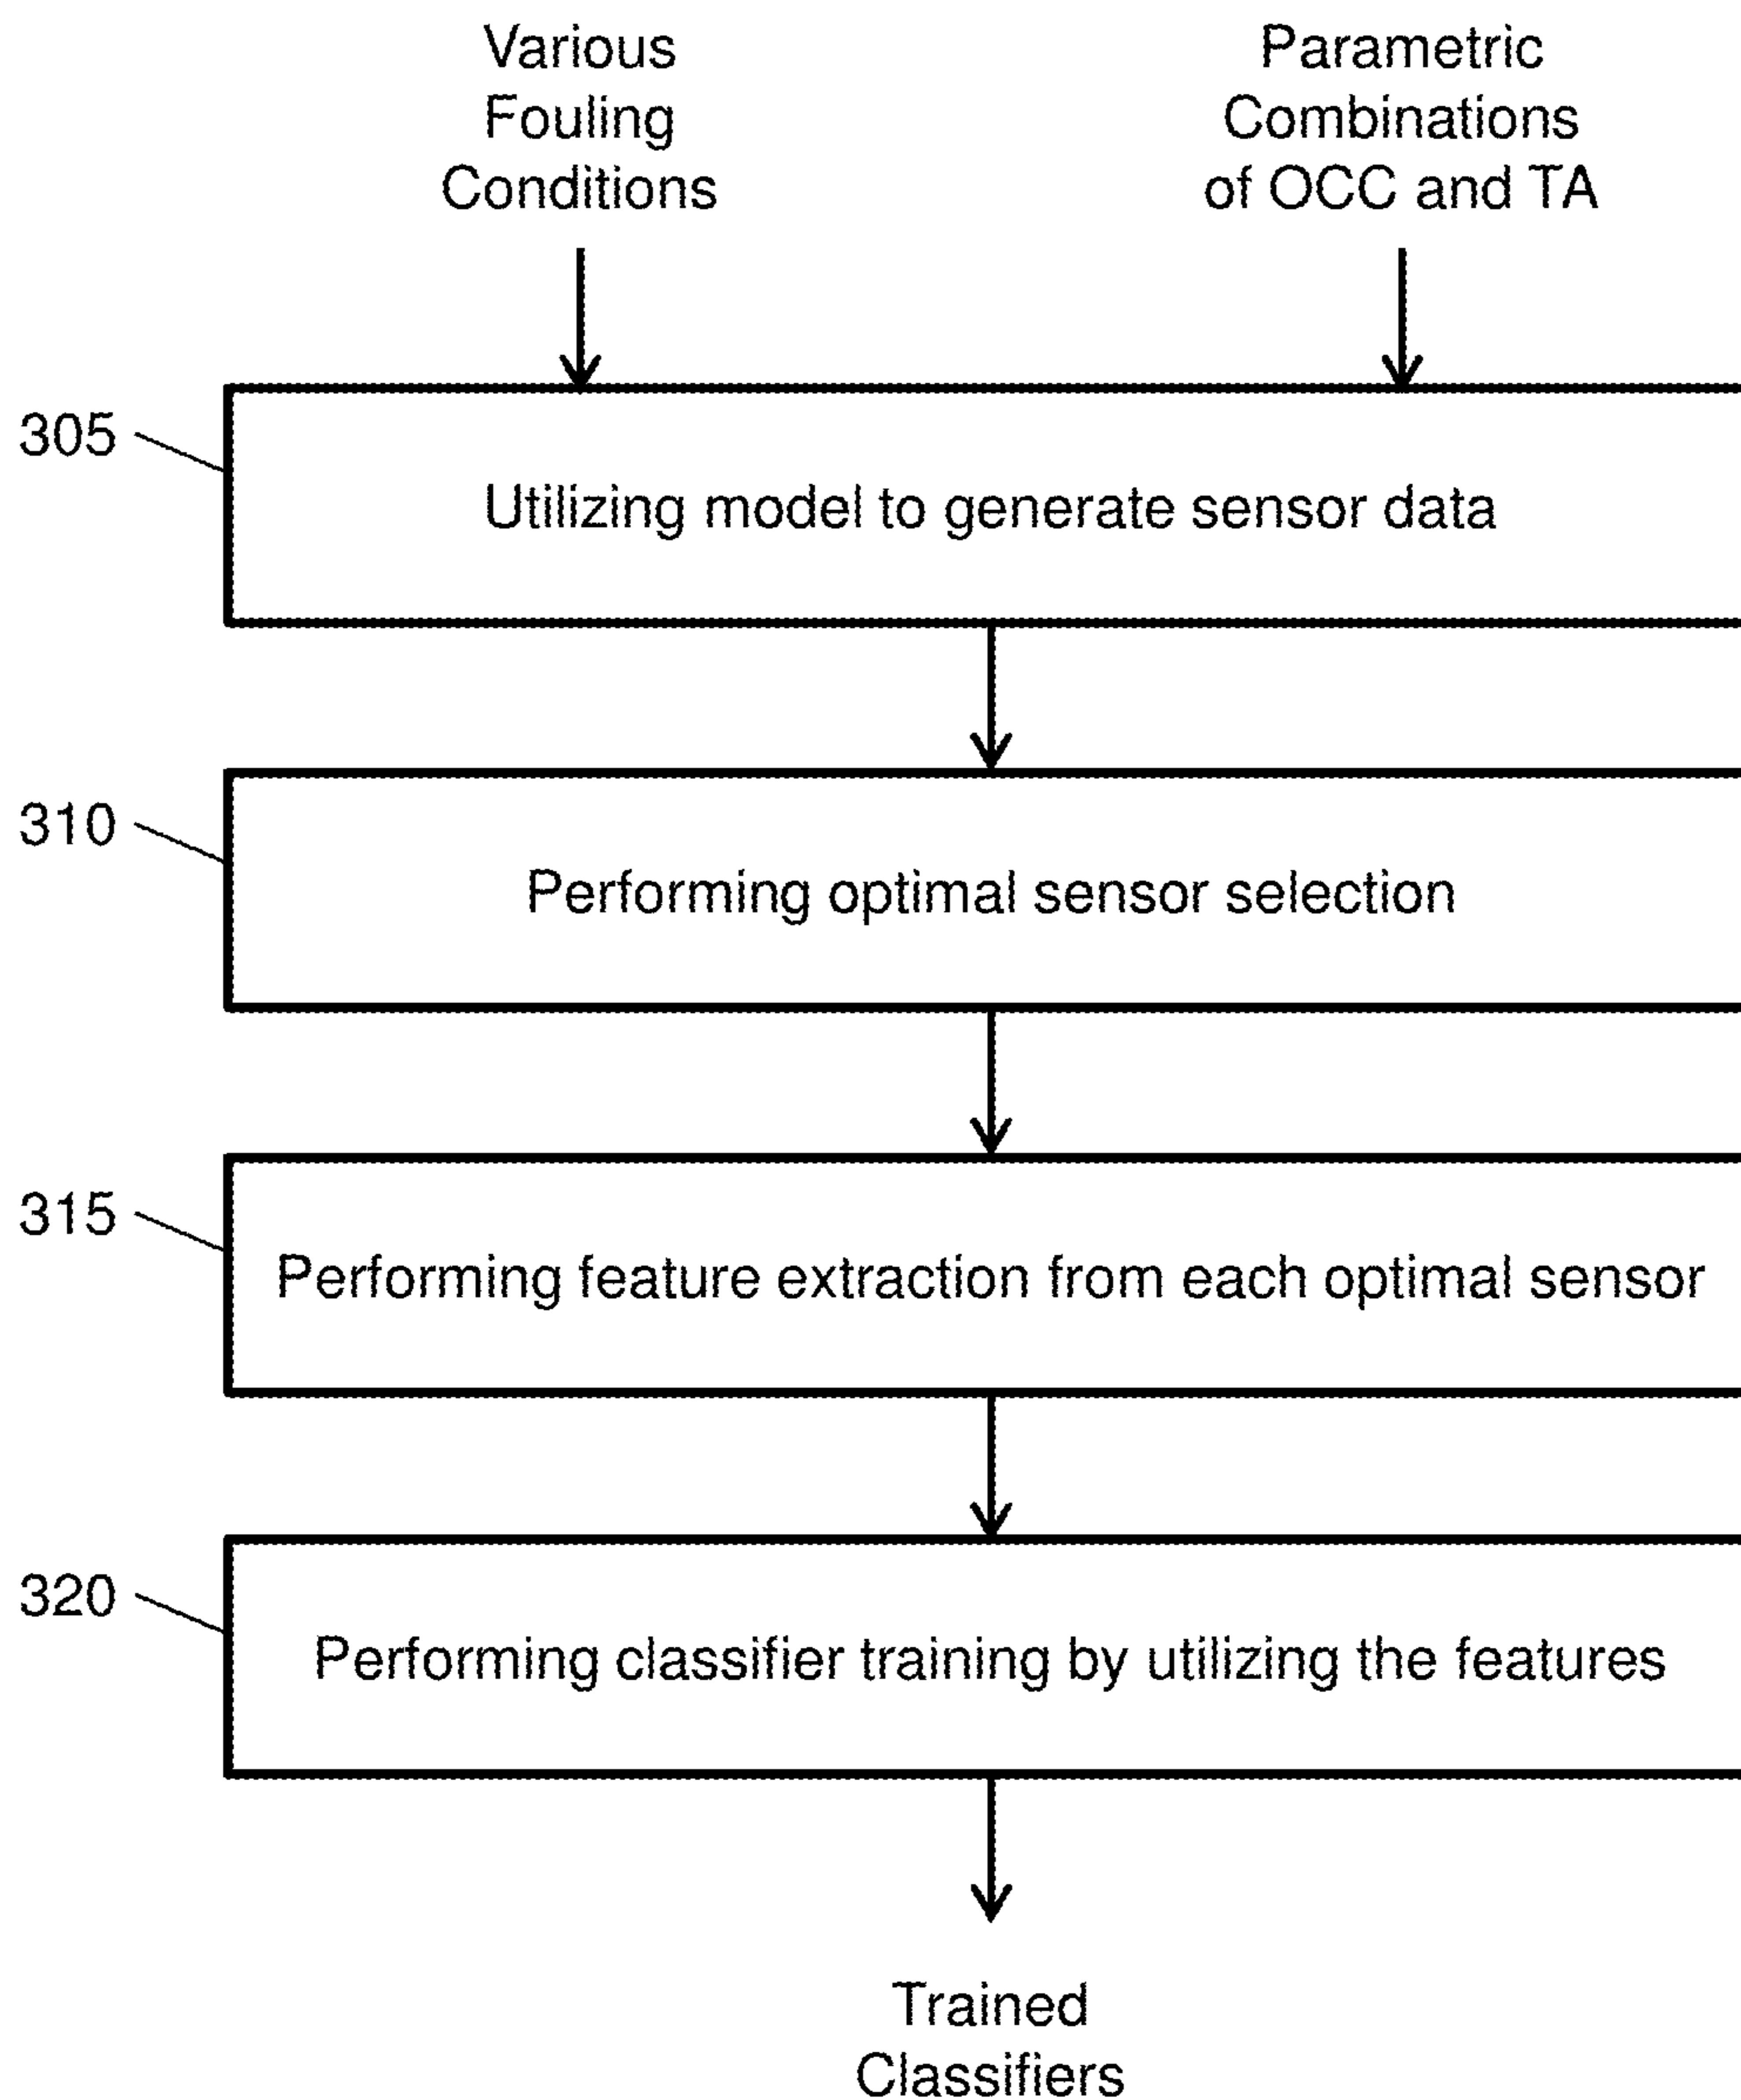 Various
Fouling
Conditions
Parametric
Combinations
of OCC and TA
305
Utilizing model to generate sensor data
310
Performing optimal sensor selection
315
Performing feature extraction from each optimal sensor
320
Performing classifier training by utilizing the features
Trained
Classifiers